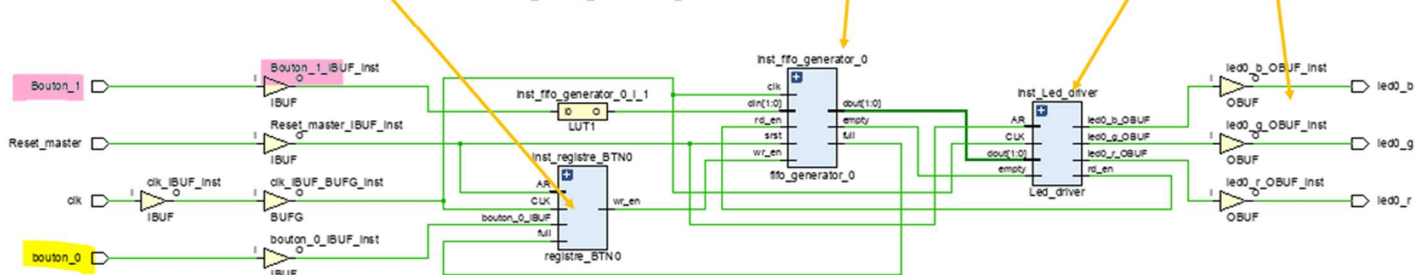 Bouton_1
I
Bouton_1_IBUF_inst
O
IBUF
Reset_master
I
Reset_master_IBUF_inst
O
IBUF
clk
I
clk_IBUF_inst
O
IBUF
I
clk_IBUF_BUFG_inst
O
BUFG
bouton_0
I
bouton_0_IBUF_inst
O
IBUF
inst_fifo_generator_0_i_1
I0
O
LUT1
inst_registre_BTN0
AR
CLK
bouton_0_IBUF
full
wr_en
registre_BTN0
inst_fifo_generator_0
clk
din[1:0]
rd_en
srst
wr_en
dout[1:0]
empty
full
fifo_generator_0
inst_Led_driver
AR
CLK
dout[1:0]
empty
led0_b_OBUF
led0_g_OBUF
led0_r_OBUF
rd_en
Led_driver
I
led0_b_OBUF_inst
O
OBUF
led0_b
I
led0_g_OBUF_inst
O
OBUF
led0_g
I
led0_r_OBUF_inst
O
OBUF
led0_r